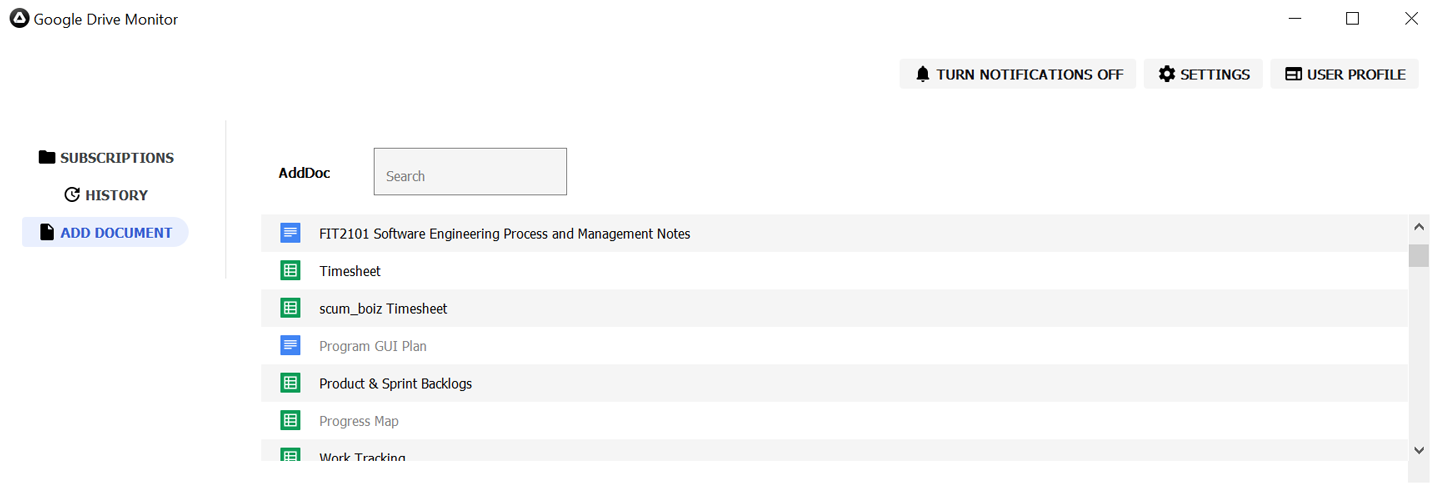 Google Drive Monitor
TURN NOTIFICATIONS OFF SETTINGS USER PROFILE
SUBSCRIPTIONS
HISTORY
ADD DOCUMENT
AddDoc Search
FIT2101 Software Engineering Process and Management Notes
Timesheet
scum_boiz Timesheet
Program GUI Plan
Product & Sprint Backlogs
Progress Map
Work Tracking